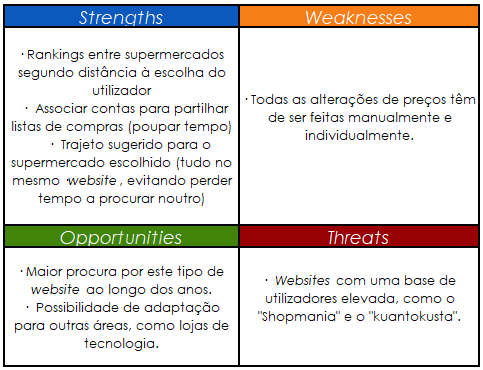 Strengths
· Rankings entre supermercados
segundo distância à escolha do
utilizador
· Associar contas para partilhar
listas de compras (poupar tempo)
· Trajeto sugerido para o
supermercado escolhido (tudo no
mesmo ·website , evitando perder
tempo a procurar noutro)
Weaknesses
·Todas as alterações de preços têm
de ser feitas manualmente e
individualmente.
Opportunities
·Maior procura por este tipo de
website ao longo dos anos.
· Possibilidade de adaptação
para outras áreas, como lojas de
tecnologia.
Threats
· Websites com uma base de
utilizadores elevada, como o
"Shopmania" e o "kuantokusta".